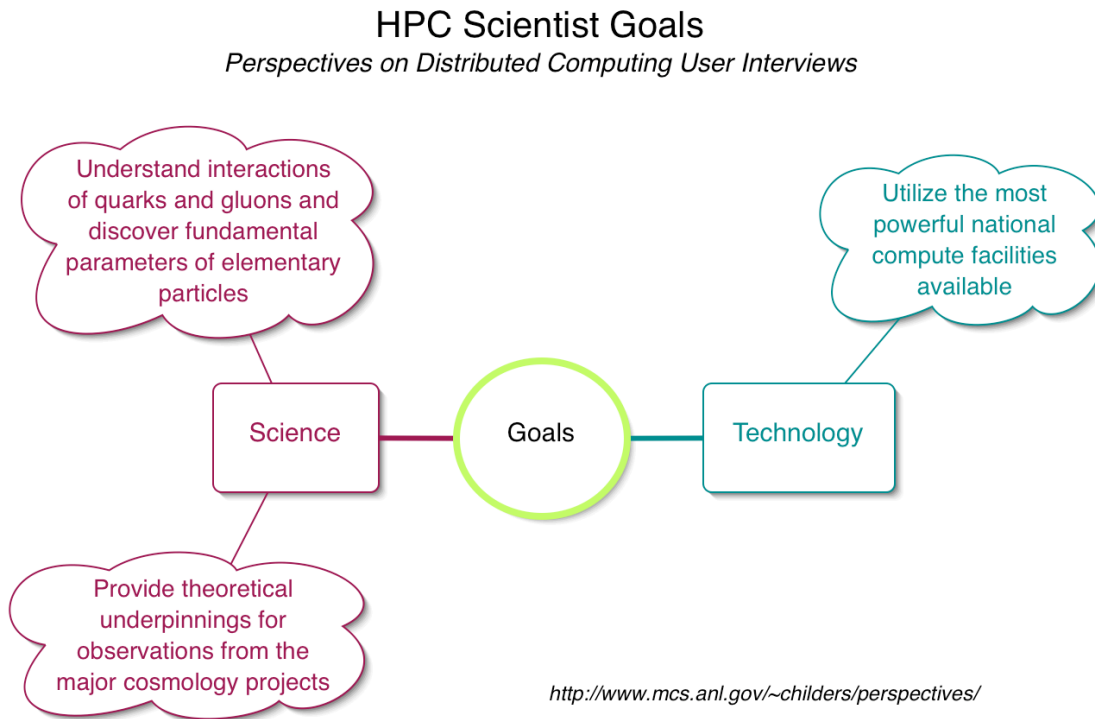 HPC Scientist Goals
Perspectives on Distributed Computing User Interviews
Understand interactions
of quarks and gluons and
discover fundamental
parameters of elementary
particles
Utilize the most
powerful national
compute facilities
available
Science
Goals
Technology
Provide theoretical
underpinnings for
observations from the
major cosmology projects
http://www.mcs.anl.gov/~childers/perspectives/